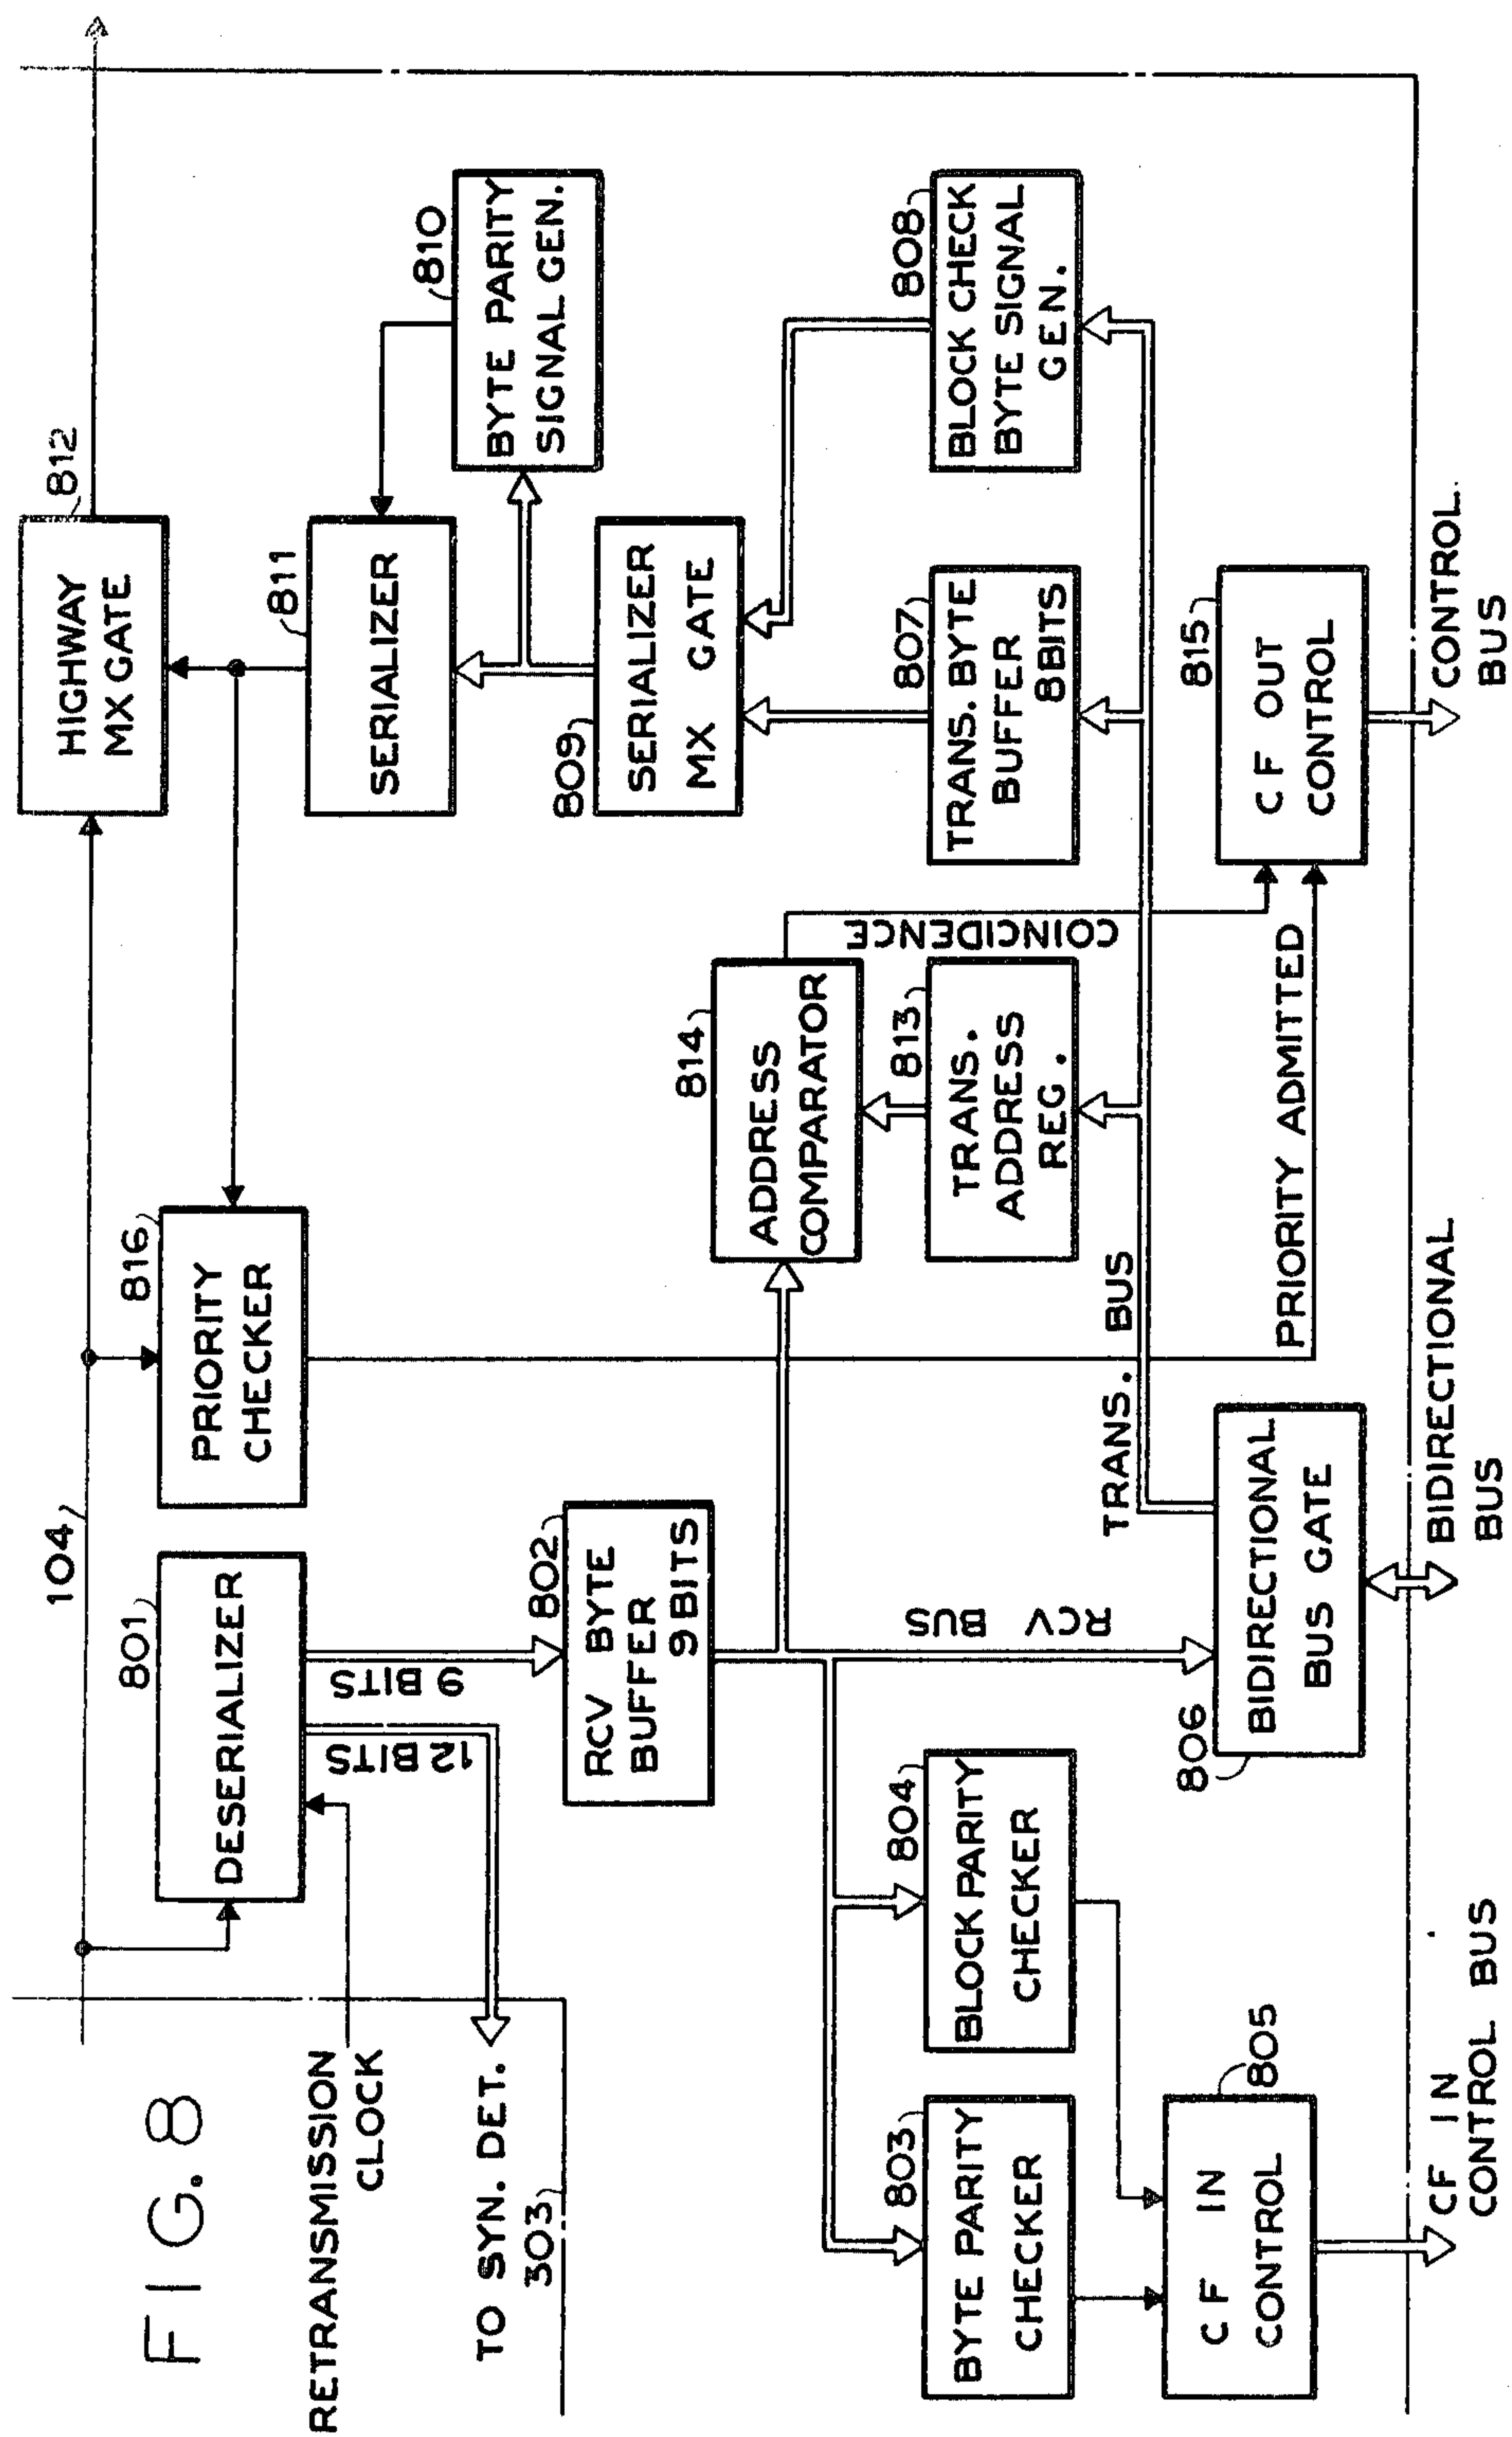 FIG. 8
104
812
HIGHWAY
MX GATE
816
PRIORITY
CHECKER
801
DESERIALIZER
811
SERIALIZER
810
BYTE PARITY
SIGNAL GEN.
RETRANSMISSION
CLOCK
12 BITS
9 BITS
TO SYN. DET.
303
802
RCV BYTE
BUFFER
9 BITS
809
SERIALIZER
MX GATE
814
ADDRESS
COMPARATOR
COINCIDENCE
803
BYTE PARITY
CHECKER
804
BLOCK PARITY
CHECKER
RCV BUS
813
TRANS.
ADDRESS
REG.
807
TRANS. BYTE
BUFFER
8BITS
808
BLOCK CHECK
BYTE SIGNAL
GEN.
TRANS. BUS
805
CF IN
CONTROL
806
BIDIRECTIONAL
BUS GATE
PRIORITY ADMITTED
815
CF OUT
CONTROL
CF IN
CONTROL BUS
BIDIRECTIONAL
BUS
CONTROL
BUS